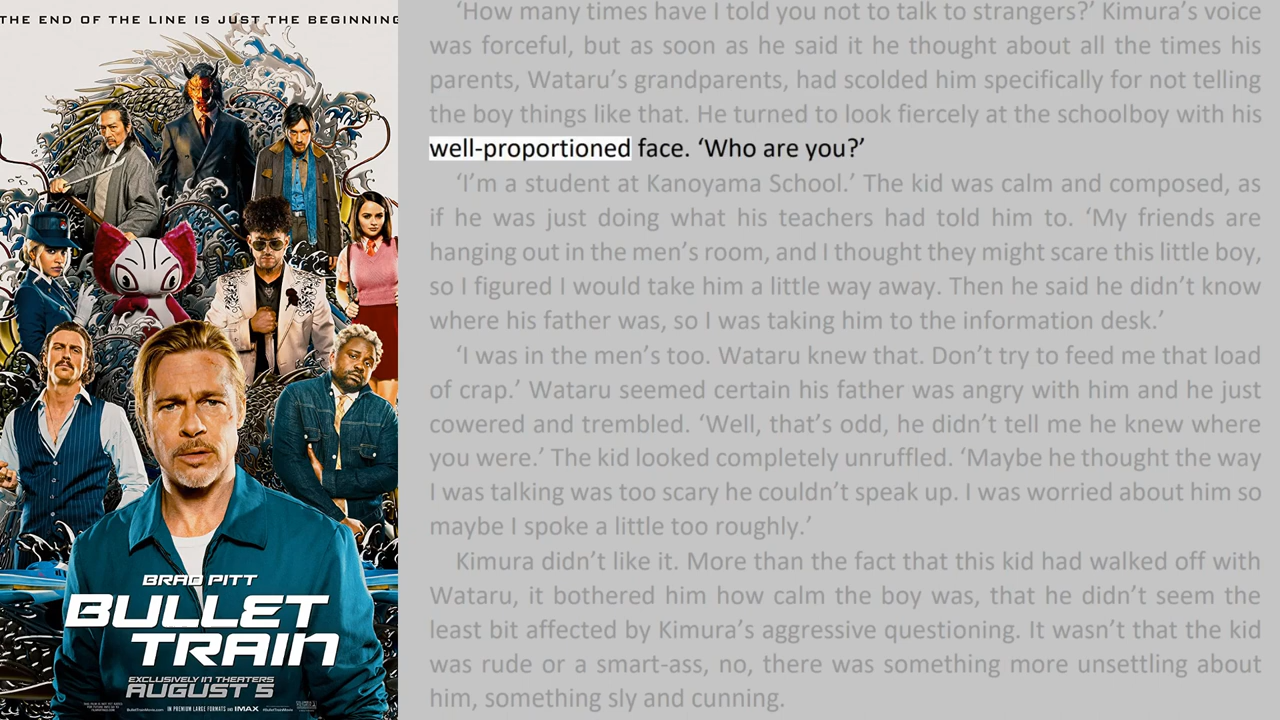 THE END OF THE LINE IS JUST THE BEGINNING
BRAD PITT
BULLET
TRAIN
EXCLUSIVELY IN THEATERS
AUGUST 5
BulletTrainMovie.com
IN PREMIUM LARGE FORMATS AND IMAX
#BulletTrainMovie
‘How many times have I told you not to talk to strangers?’ Kimura’s voice
was forceful, but as soon as he said it he thought about all the times his
parents, Wataru’s grandparents, had scolded him specifically for not telling
the boy things like that. He turned to look fiercely at the schoolboy with his
well-proportioned face. ‘Who are you?’
‘I’m a student at Kanoyama School.’ The kid was calm and composed, as
if he was just doing what his teachers had told him to. ‘My friends are
hanging out in the men’s room, and I thought they might scare this little boy,
so I figured I would take him a little way away. Then he said he didn’t know
where his father was, so I was taking him to the information desk.’
‘I was in the men’s too. Wataru knew that. Don’t try to feed me that load
of crap.’ Wataru seemed certain his father was angry with him and he just
cowered and trembled. ‘Well, that’s odd, he didn’t tell me he knew where
you were.’ The kid looked completely unruffled. ‘Maybe he thought the way
I was talking was too scary he couldn’t speak up. I was worried about him so
maybe I spoke a little too roughly.’
Kimura didn’t like it. More than the fact that this kid had walked off with
Wataru, it bothered him how calm the boy was, that he didn’t seem the
least bit affected by Kimura’s aggressive questioning. It wasn’t that the kid
was rude or a smart-ass, no, there was something more unsettling about
him, something sly and cunning.